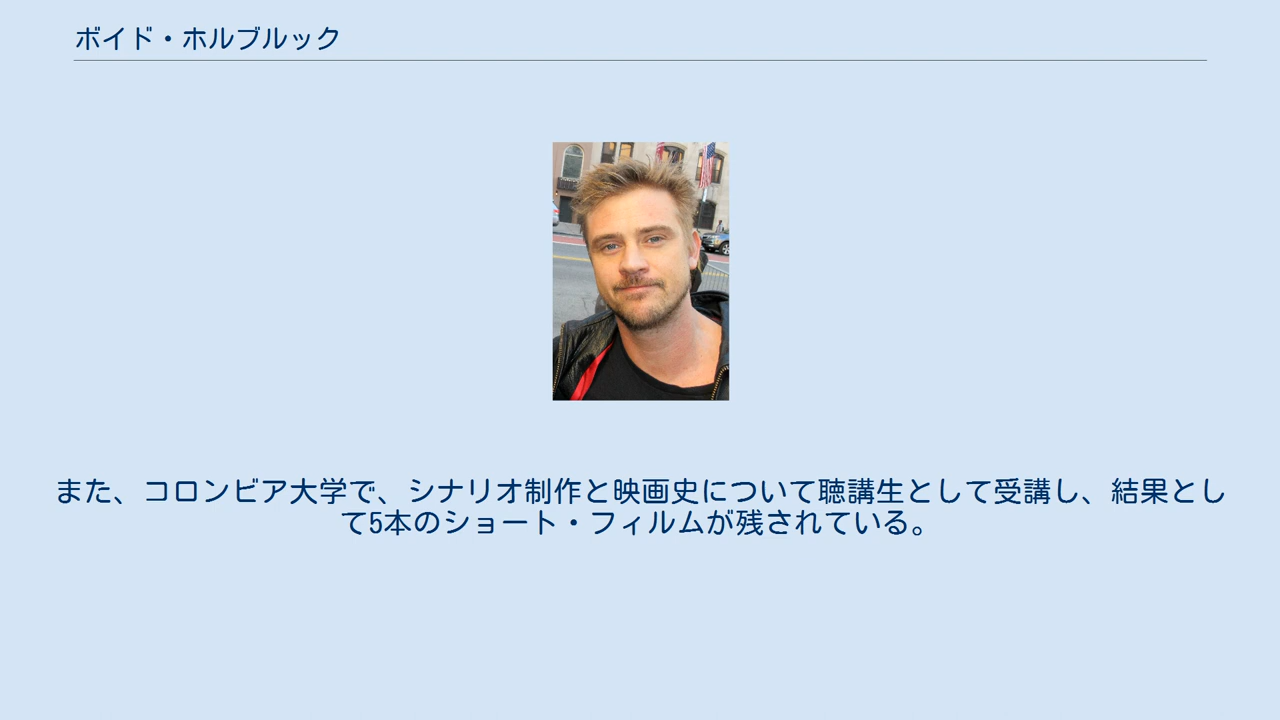 ボイド・ホルブルック
また、コロンビア大学で、シナリオ制作と映画史について聴講生として受講し、結果とし
て5本のショート・フィルムが残されている。